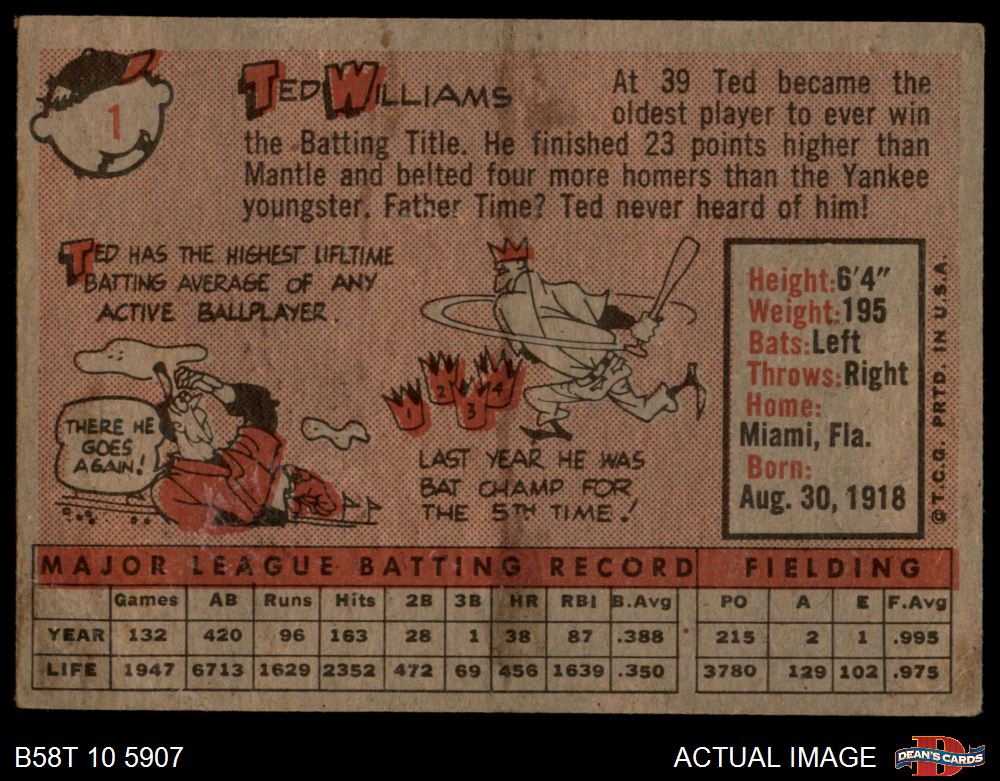 1
TED WILLIAMS
At 39 Ted became the
oldest player to ever win
the Batting Title. He finished 23 points higher than
Mantle and belted four more homers than the Yankee
youngster. Father Time? Ted never heard of him!
TED HAS THE HIGHEST LIFETIME
BATTING AVERAGE OF ANY
ACTIVE BALLPLAYER.
THERE HE
GOES
AGAIN!
1 2 3 4
LAST YEAR HE WAS
BAT CHAMP FOR
THE 5TH TIME!
Height: 6'4"
Weight: 195
Bats: Left
Throws: Right
Home:
Miami, Fla.
Born:
Aug. 30, 1918
© T.C.G. PRTD. IN U.S.A.
MAJOR LEAGUE BATTING RECORD FIELDING
Games AB Runs Hits 2B 3B HR RBI B.Avg PO A E F.Avg
YEAR 132 420 96 163 28 1 38 87 .388 215 2 1 .995
LIFE 1947 6713 1629 2352 472 69 456 1639 .350 3780 129 102 .975
B58T 10 5907
ACTUAL IMAGE
D
DEAN'S CARDS